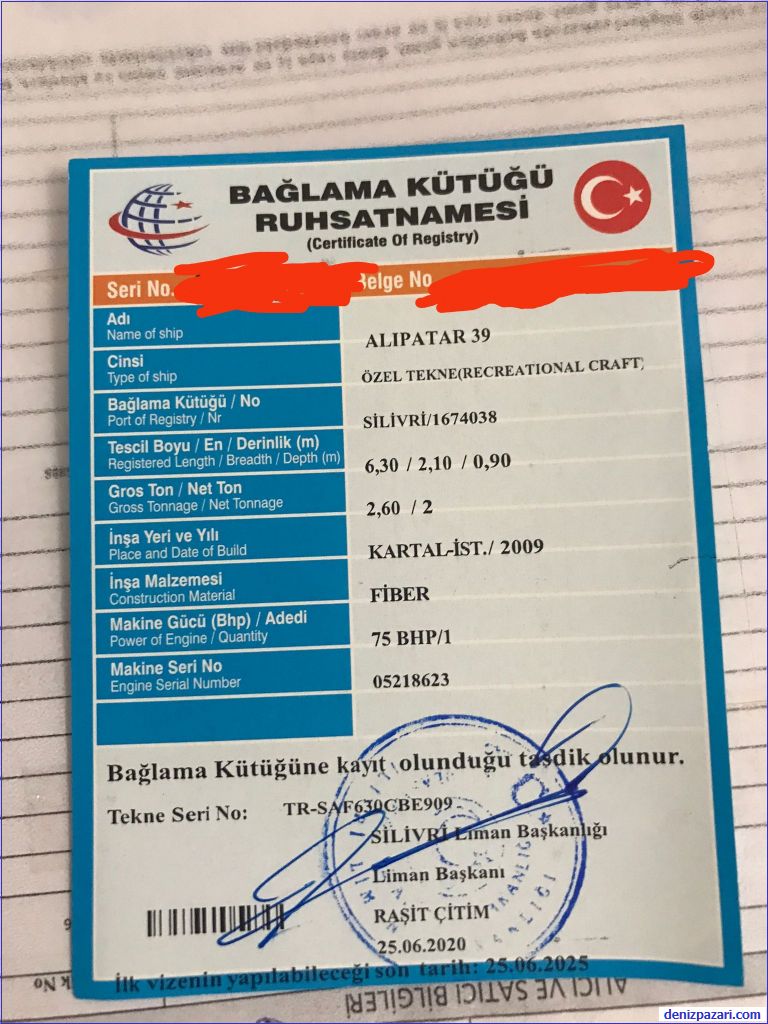 BAĞLAMA KÜTÜĞÜ
RUHSATNAMESİ
(Certificate Of Registry)
Seri No.
Belge No
Adı
Name of ship
ALIPATAR 39
Cinsi
Type of ship
ÖZEL TEKNE(RECREATIONAL CRAFT)
Bağlama Kütüğü / No
Port of Registry / Nr
SİLİVRİ/1674038
Tescil Boyu / En / Derinlik (m)
Registered Length / Breadth / Depth (m)
6,30 / 2,10 / 0,90
Gros Ton / Net Ton
Gross Tonnage / Net Tonnage
2,60 / 2
İnşa Yeri ve Yılı
Place and Date of Build
KARTAL-İST./ 2009
İnşa Malzemesi
Construction Material
FİBER
Makine Gücü (Bhp) / Adedi
Power of Engine / Quantity
75 BHP/1
Makine Seri No
Engine Serial Number
05218623
Bağlama Kütüğüne kayıt olunduğu tasdik olunur.
Tekne Seri No: TR-SAF630CBE909
SİLİVRİ Liman Başkanlığı
Liman Başkanı
RAŞİT ÇİTİM
25.06.2020
İlk vizenin yapılabileceği son tarih: 25.06.2025
ALICI VE SATICI BİLGİLERİ
denizpazari.com